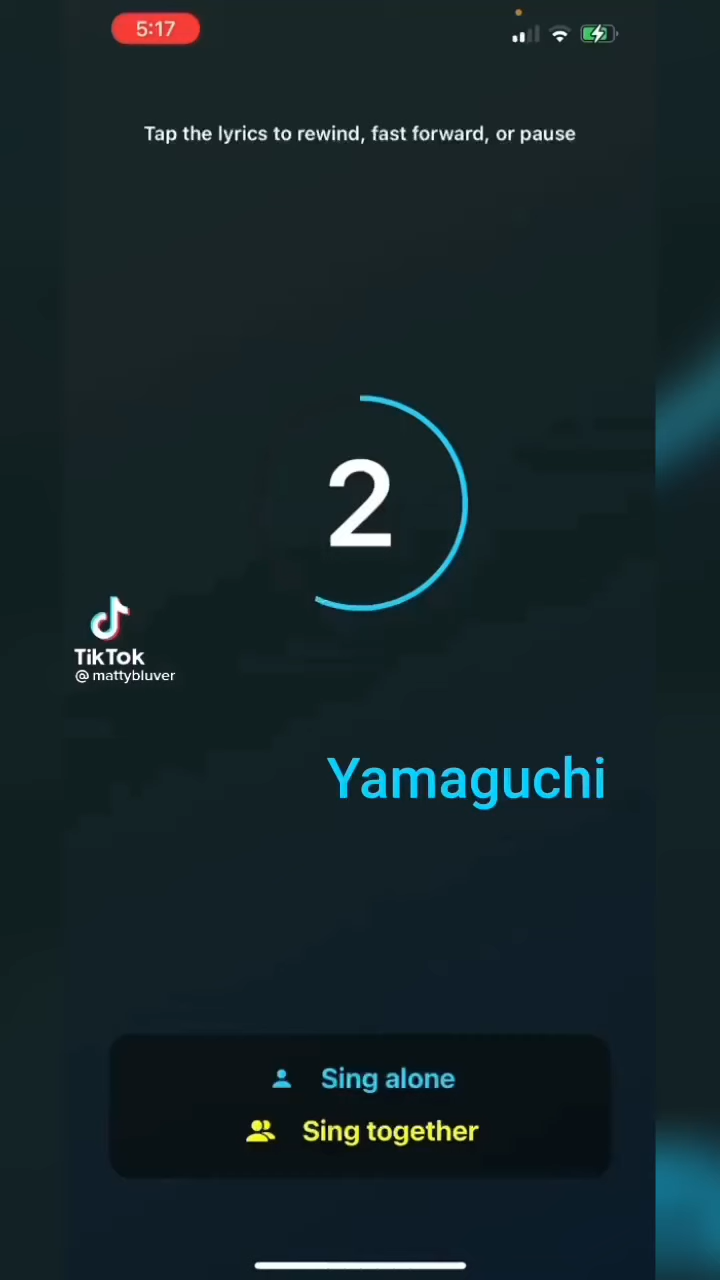 5:17
Tap the lyrics to rewind, fast forward, or pause
2
TikTok
@mattybluver
Yamaguchi
Sing alone
Sing together